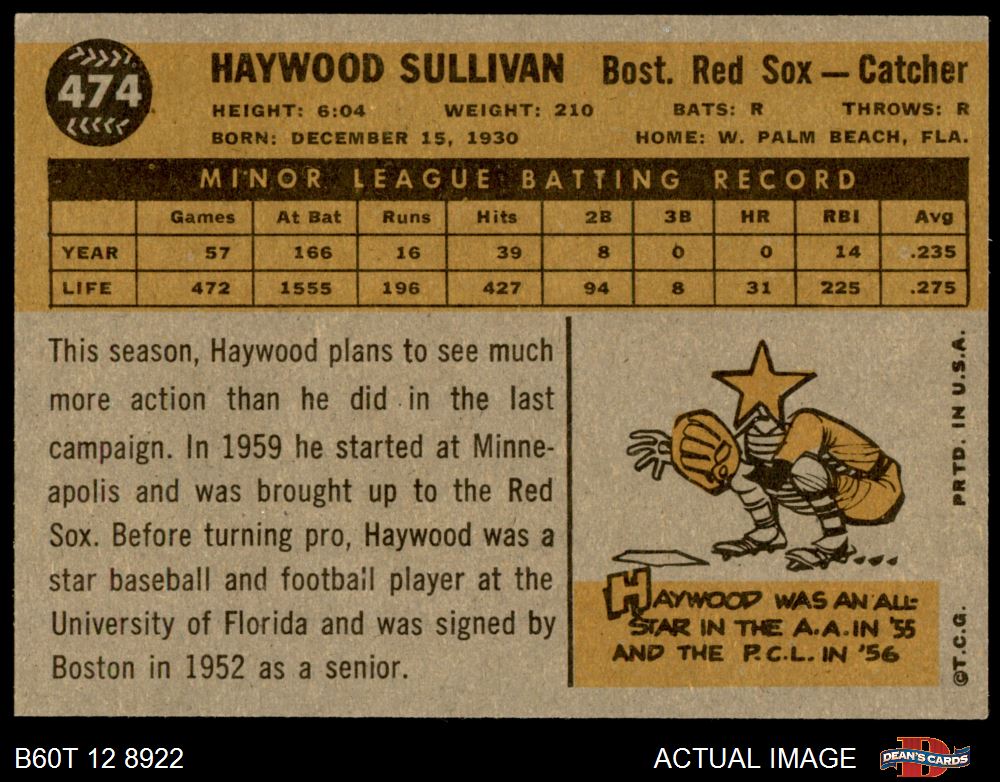 474
HAYWOOD SULLIVAN Bost. Red Sox — Catcher
HEIGHT: 6:04 WEIGHT: 210 BATS: R THROWS: R
BORN: DECEMBER 15, 1930 HOME: W. PALM BEACH, FLA.
MINOR LEAGUE BATTING RECORD
Games At Bat Runs Hits 2B 3B HR RBI Avg
YEAR 57 166 16 39 8 0 0 14 .235
LIFE 472 1555 196 427 94 8 31 225 .275
This season, Haywood plans to see much
more action than he did in the last
campaign. In 1959 he started at Minne-
apolis and was brought up to the Red
Sox. Before turning pro, Haywood was a
star baseball and football player at the
University of Florida and was signed by
Boston in 1952 as a senior.
HAYWOOD WAS AN ALL-
STAR IN THE A.A. IN '55
AND THE P.C.L. IN '56
©T.C.G. PRTD. IN U.S.A.
B60T 12 8922 ACTUAL IMAGE DEAN'S CARDS